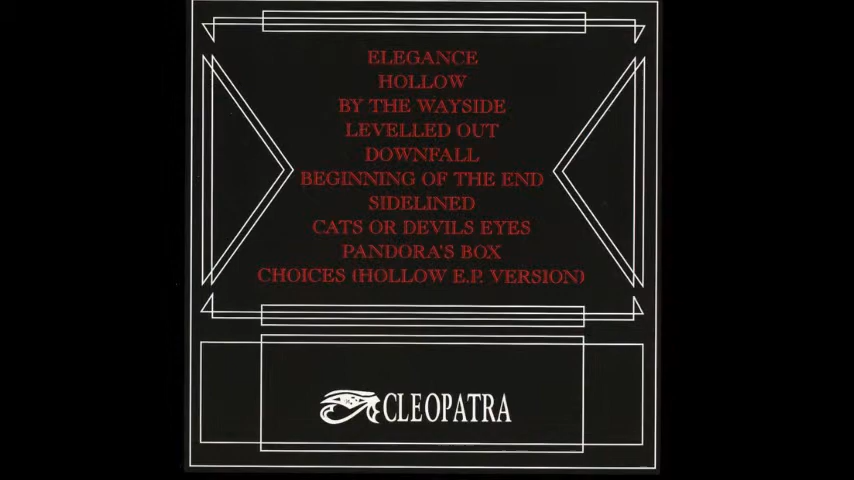 ELEGANCE
HOLLOW
BY THE WAYSIDE
LEVELLED OUT
DOWNFALL
BEGINNING OF THE END
SIDELINED
CATS OR DEVILS EYES
PANDORA'S BOX
CHOICES (HOLLOW E.P. VERSION)
CLEOPATRA